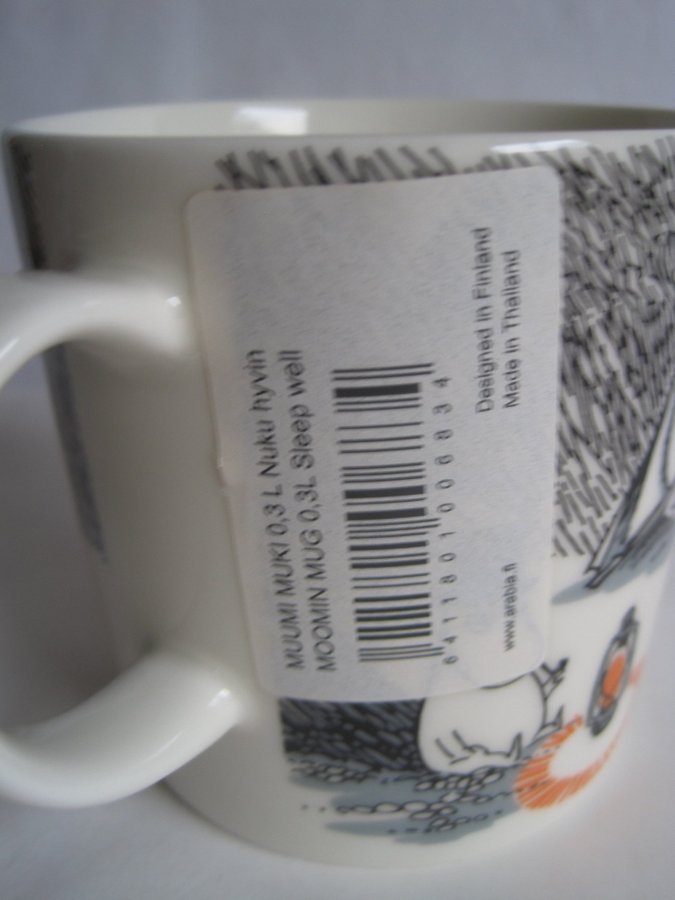 MUUMI MUKI 0,3 L Nuku hyvin
MOOMIN MUG 0,3L Sleep well
6411801006834
Designed in Finland
Made in Thailand
www.arabia.fi